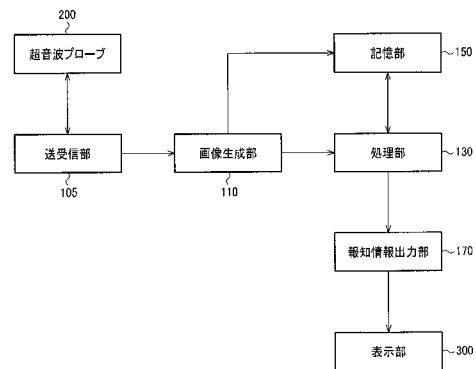 200
超音波プローブ
記憶部
150
送受信部
105
画像生成部
110
処理部
130
報知情報出力部
170
表示部
300